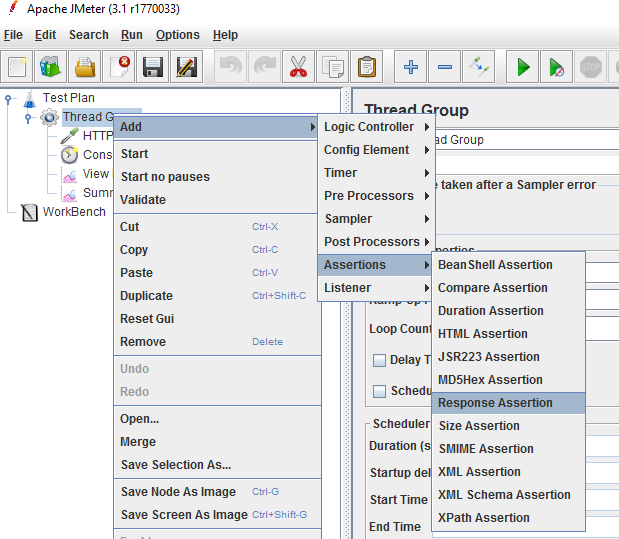 Apache JMeter (3.1 r1770033)
File Edit Search Run Options Help
STOP
Test Plan
Thread G
HTTP
Cons
View
Summ
WorkBench
Add
Start
Start no pauses
Validate
Cut Ctrl-X
Copy Ctrl-C
Paste Ctrl-V
Duplicate Ctrl+Shift-C
Reset Gui
Remove Delete
Undo
Redo
Open...
Merge
Save Selection As...
Save Node As Image Ctrl-G
Save Screen As Image Ctrl+Shift-G
Logic Controller
Config Element
Timer
Pre Processors
Sampler
Post Processors
Assertions
Listener
BeanShell Assertion
Compare Assertion
Duration Assertion
HTML Assertion
JSR223 Assertion
MD5Hex Assertion
Response Assertion
Size Assertion
SMIME Assertion
XML Assertion
XML Schema Assertion
XPath Assertion
Thread Group
ad Group
e taken after a Sampler error
perties
Loop Count
Delay T
Schedu
Scheduler
Duration (s
Startup del
Start Time
End Time